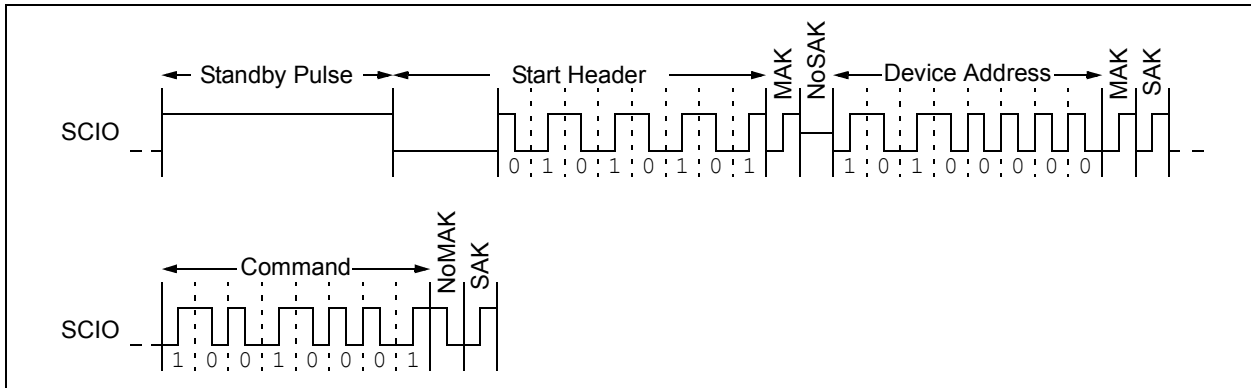 Standby Pulse Start Header MAK NoSAK Device Address MAK SAK
SCIO
0 1 0 1 0 1 0 1 1 0 1 0 0 0 0 0
Command NoMAK SAK
SCIO
1 0 0 1 0 0 0 1